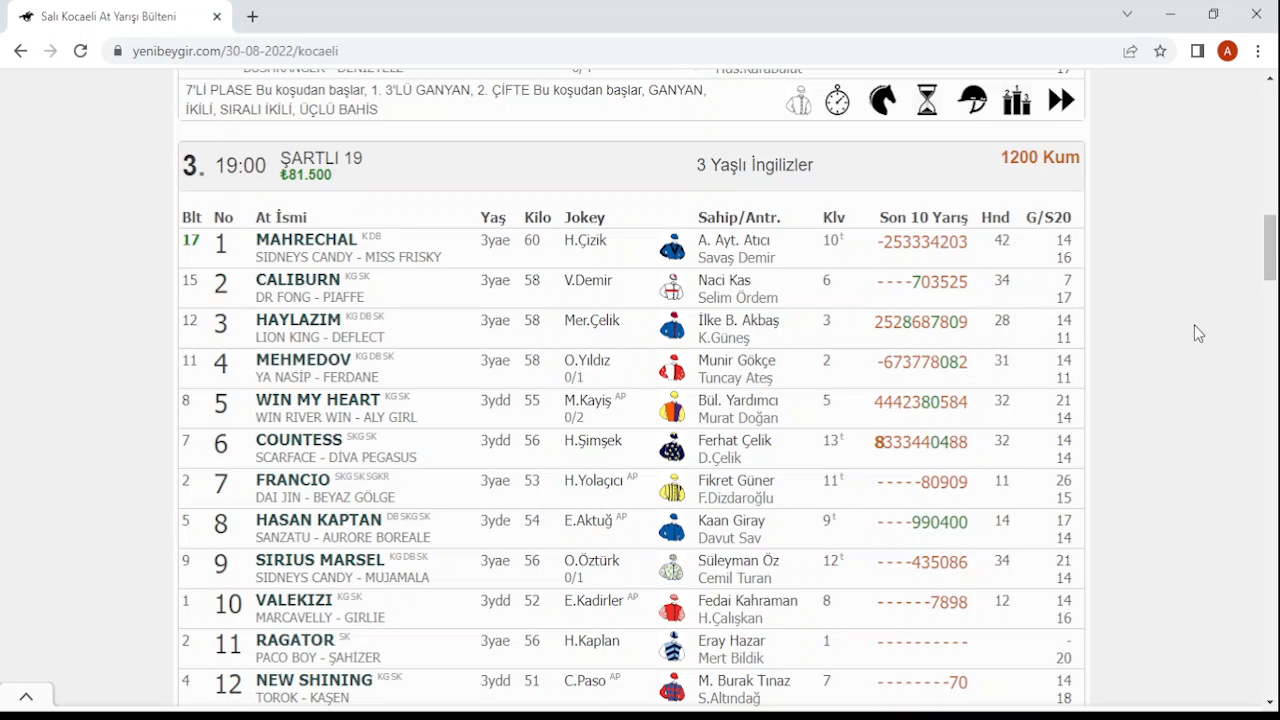 Salı Kocaeli At Yarışı Bülteni
yenibeygir.com/30-08-2022/kocaeli
A
7'Lİ PLASE Bu koşudan başlar, 1. 3'LÜ GANYAN, 2. ÇİFTE Bu koşudan başlar, GANYAN,
İKİLİ, SIRALI İKİLİ, ÜÇLÜ BAHİS
3. 19:00 ŞARTLI 19 3 Yaşlı İngilizler 1200 Kum
₺81.500
Blt No At İsmi Yaş Kilo Jokey Sahip/Antr. Klv Son 10 Yarış Hnd G/S20
17 1 MAHRECHAL K DB 3yae 60 H.Çizik A. Ayt. Atıcı 10t -253334203 42 14
SIDNEYS CANDY - MISS FRISKY Savaş Demir 16
15 2 CALIBURN KG SK 3yae 58 V.Demir Naci Kas 6 ----703525 34 7
DR FONG - PIAFFE Selim Ördem 17
12 3 HAYLAZIM KG DB SK 3yae 58 Mer.Çelik İlke B. Akbaş 3 2528687809 28 14
LION KING - DEFLECT K.Güneş 11
11 4 MEHMEDOV KG DB SK 3yae 58 O.Yıldız Munir Gökçe 2 -673778082 31 14
YA NASİP - FERDANE 0/1 Tuncay Ateş 11
8 5 WIN MY HEART KG SK 3ydd 55 M.Kayiş AP Bül. Yardımcı 5 4442380584 32 21
WIN RIVER WIN - ALY GIRL 0/2 Murat Doğan 14
7 6 COUNTESS SKG SK 3ydd 56 H.Şimşek Ferhat Çelik 13t 8333440488 32 14
SCARFACE - DİVA PEGASUS D.Çelik 14
2 7 FRANCIO SKG SK SGKR 3yae 53 H.Yolaçıcı AP Fikret Güner 11t -----80909 11 26
DAI JIN - BEYAZ GÖLGE F.Dizdaroğlu 15
5 8 HASAN KAPTAN DB SKG SK 3yde 54 E.Aktuğ AP Kaan Giray 9t ----990400 14 17
SANZATU - AURORE BOREALE Davut Sav 14
9 9 SIRIUS MARSEL KG DB SK 3yae 56 O.Öztürk Süleyman Öz 12t ----435086 34 21
SIDNEYS CANDY - MUJAMALA 0/1 Cemil Turan 14
1 10 VALEKIZI KG SK 3ydd 52 E.Kadirler AP Fedai Kahraman 8 ------7898 12 14
MARCAVELLY - GIRLIE H.Çalışkan 16
2 11 RAGATOR SK 3yae 56 H.Kaplan Eray Hazar 1 ---------- -
PACO BOY - ŞAHİZER Mert Bildik 20
4 12 NEW SHINING KG SK 3ydd 51 C.Paso AP M. Burak Tınaz 7 --------70 14
TOROK - KAŞEN S.Altındağ 18